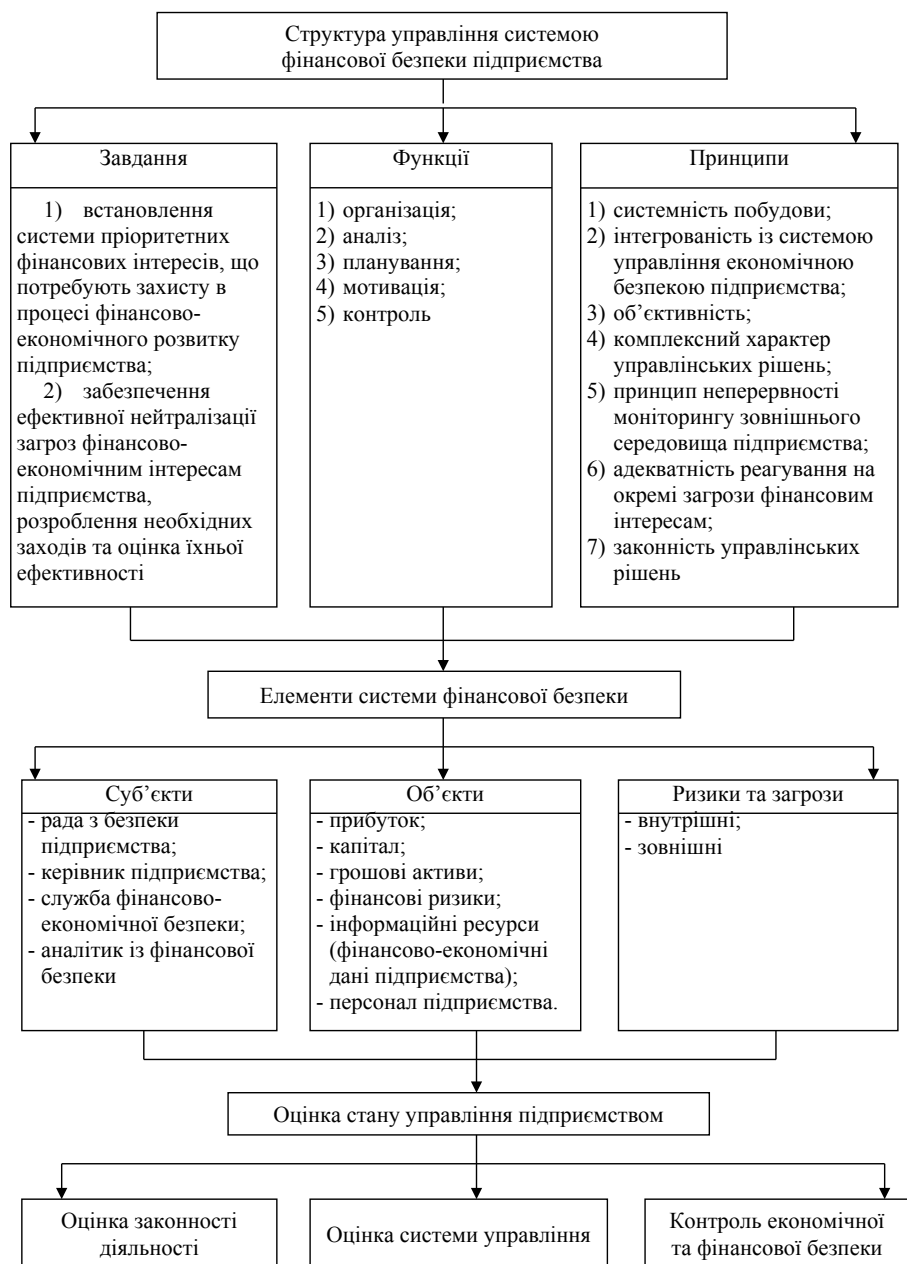 Структура управління системою
фінансової безпеки підприємства
Завдання
1) встановлення
системи пріоритетних
фінансових інтересів, що
потребують захисту в
процесі фінансово-
економічного розвитку
підприємства;
2) забезпечення
ефективної нейтралізації
загроз фінансово-
економічним інтересам
підприємства,
розроблення необхідних
заходів та оцінка їхньої
ефективності
Функції
1) організація;
2) аналіз;
3) планування;
4) мотивація;
5) контроль
Принципи
1) системність побудови;
2) інтегрованість із системою
управління економічною
безпекою підприємства;
3) об’єктивність;
4) комплексний характер
управлінських рішень;
5) принцип неперервності
моніторингу зовнішнього
середовища підприємства;
6) адекватність реагування на
окремі загрози фінансовим
інтересам;
7) законність управлінських
рішень
Елементи системи фінансової безпеки
Суб’єкти
- рада з безпеки
підприємства;
- керівник підприємства;
- служба фінансово-
економічної безпеки;
- аналітик із фінансової
безпеки
Об’єкти
- прибуток;
- капітал;
- грошові активи;
- фінансові ризики;
- інформаційні ресурси
(фінансово-економічні
дані підприємства);
- персонал підприємства.
Ризики та загрози
- внутрішні;
- зовнішні
Оцінка стану управління підприємством
Оцінка законності
діяльності
Оцінка системи управління
Контроль економічної
та фінансової безпеки